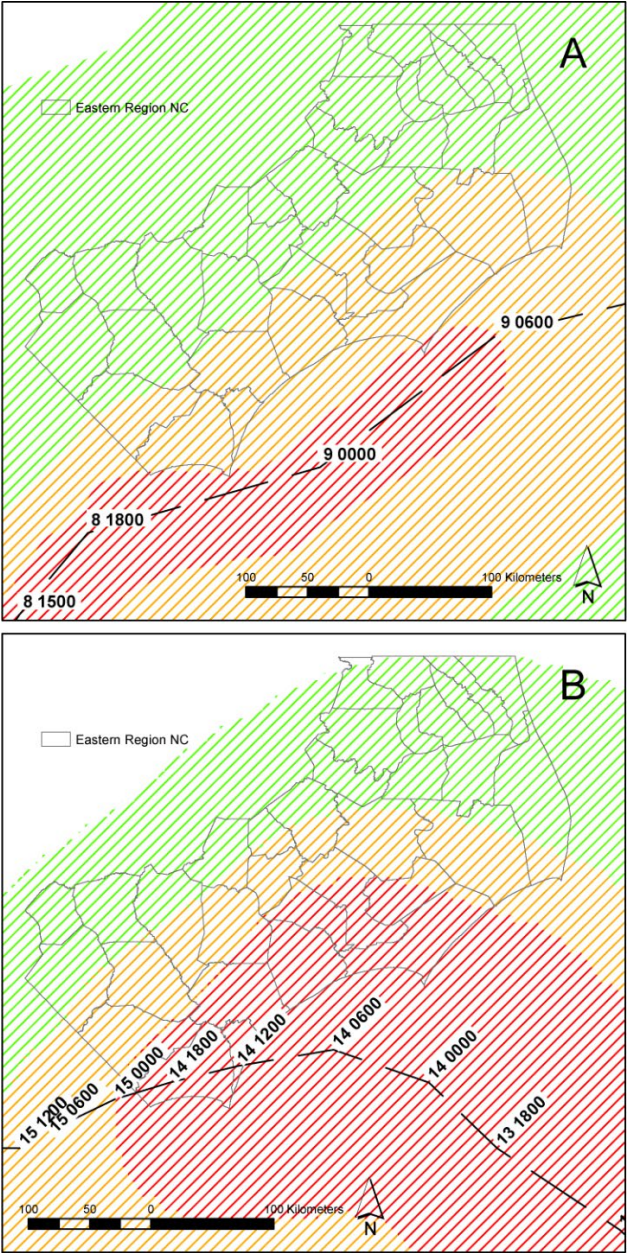 A
Eastern Region NC
9 0600
9 0000
8 1800
8 1500
100 50 0 100 Kilometers
N
B
Eastern Region NC
14 0600
14 1200
14 0000
14 1800
15 0000
15 0600
15 1200
13 1800
100 50 0 100 Kilometers
N